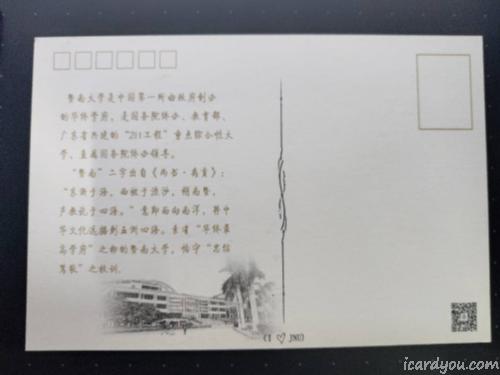 暨南大学是中国第一所由政府创办
的华侨学府，是国务院侨办、教育部、
广东省共建的“211工程”重点综合性大
学，直属国务院侨办领导。
“暨南”二字出自《尚书·禹贡》：
“东渐于海，西被于流沙，朔南暨，
声教讫于四海。”意即面向南洋，将中
华文化远播到五洲四海。素有“华侨最
高学府”之称的暨南大学，恪守“忠信
笃敬”之校训。
(I ♡ JNU)
icardyou.com